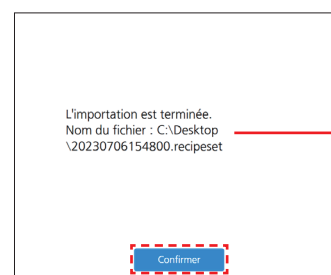 L'importation est terminée.
Nom du fichier : C:\Desktop
\20230706154800.recipeset
Confirmer